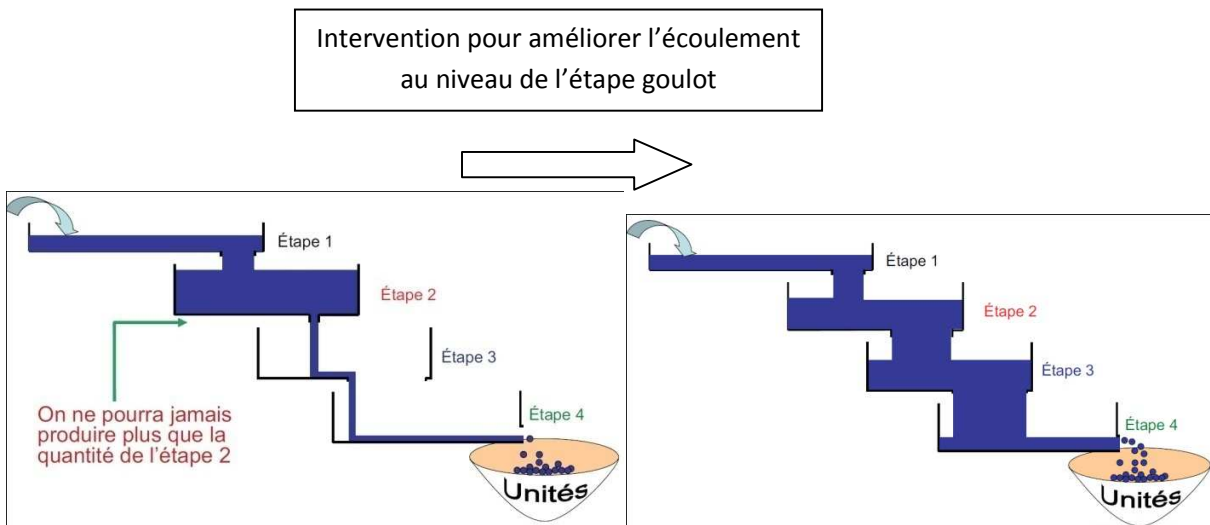 Intervention pour améliorer l'écoulement
au niveau de l'étape goulot
Étape 1
Étape 2
Étape 3
On ne pourra jamais
produire plus que la
quantité de l'étape 2
Étape 4
Unités
Étape 1
Étape 2
Étape 3
Étape 4
Unités